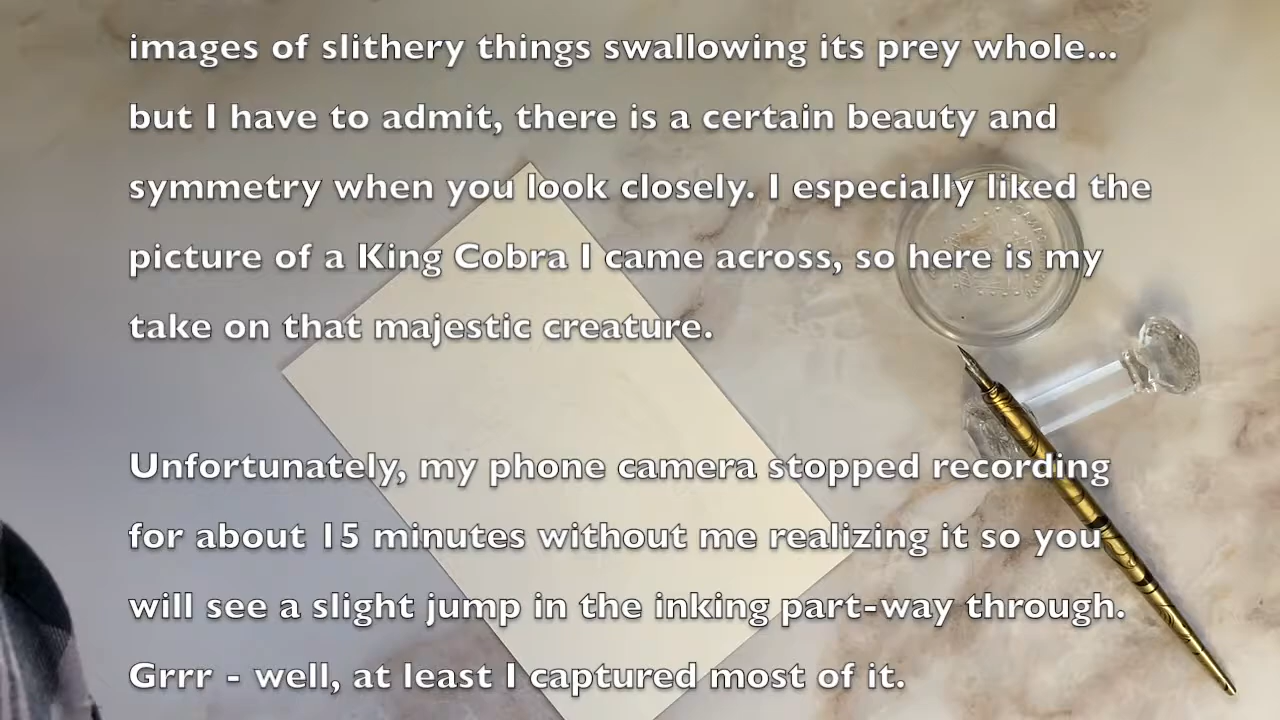 images of slithery things swallowing its prey whole...
but I have to admit, there is a certain beauty and
symmetry when you look closely. I especially liked the
picture of a King Cobra I came across, so here is my
take on that majestic creature.
Unfortunately, my phone camera stopped recording
for about 15 minutes without me realizing it so you
will see a slight jump in the inking part-way through.
Grrr - well, at least I captured most of it.